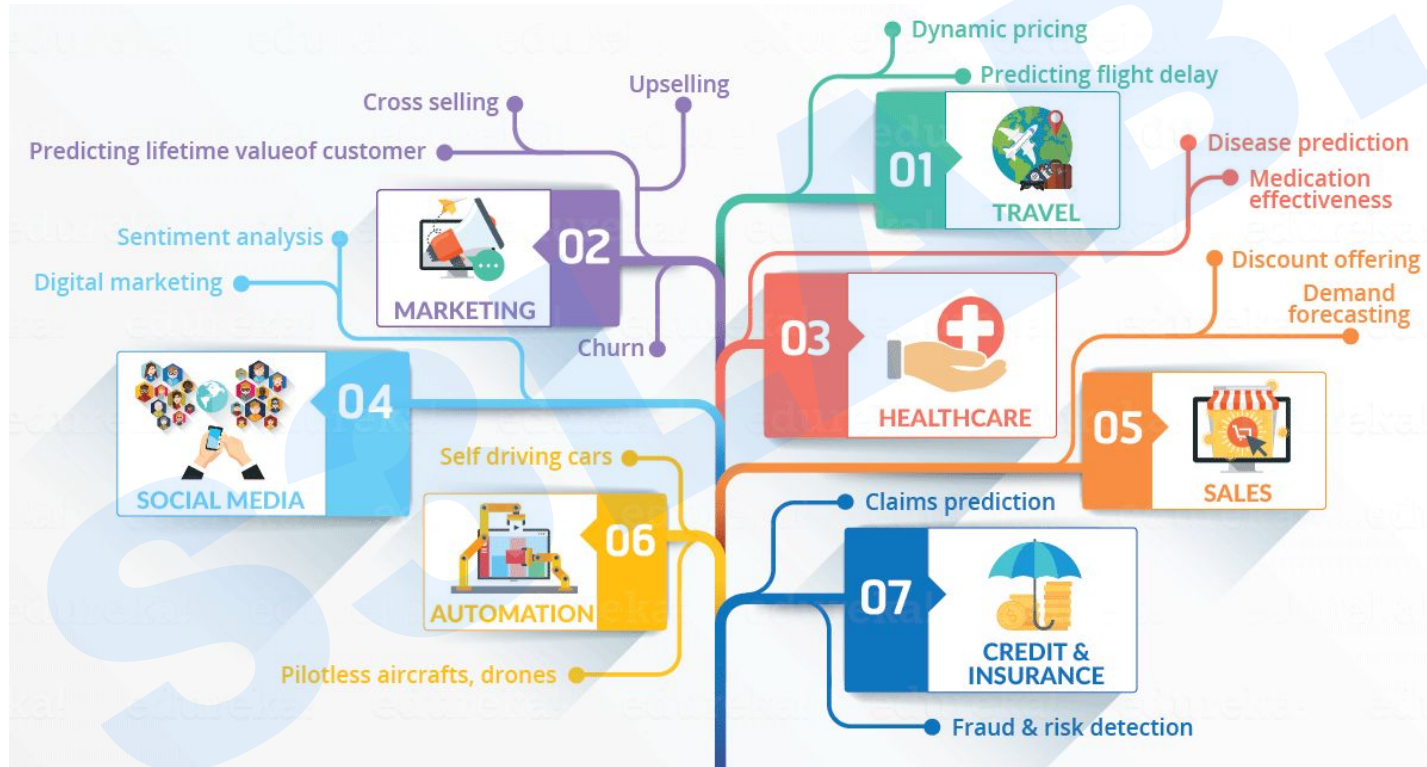 Dynamic pricing
Predicting flight delay
01
TRAVEL
Upselling
Cross selling
Predicting lifetime valueof customer
02
MARKETING
Churn
Disease prediction
Medication
effectiveness
03
HEALTHCARE
Sentiment analysis
Digital marketing
04
SOCIAL MEDIA
Discount offering
Demand
forecasting
05
SALES
Self driving cars
06
AUTOMATION
Pilotless aircrafts, drones
Claims prediction
07
CREDIT &
INSURANCE
Fraud & risk detection
edureka!